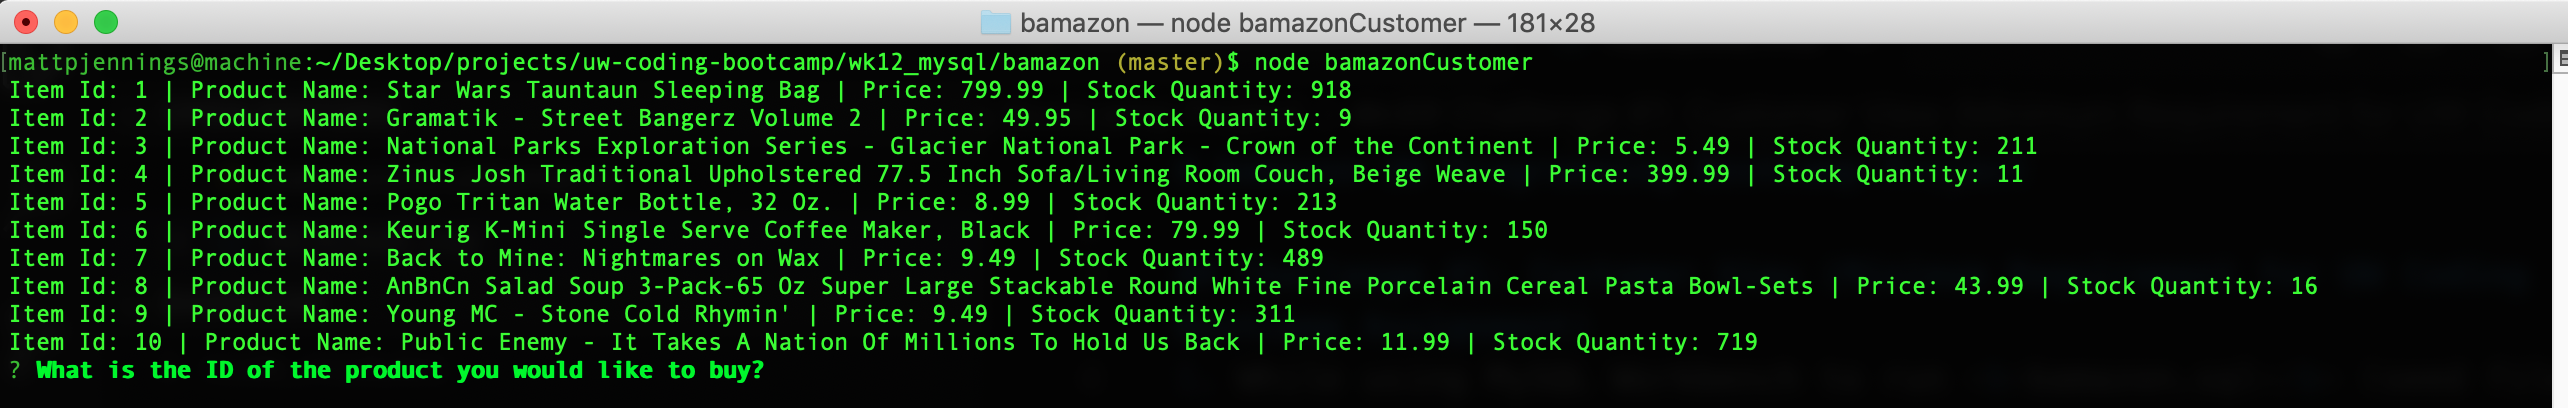 bamazon — node bamazonCustomer — 181×28
[mattpjennings@machine:~/Desktop/projects/uw-coding-bootcamp/wk12_mysql/bamazon (master)$ node bamazonCustomer ]
Item Id: 1 | Product Name: Star Wars Tauntaun Sleeping Bag | Price: 799.99 | Stock Quantity: 918
Item Id: 2 | Product Name: Gramatik - Street Bangerz Volume 2 | Price: 49.95 | Stock Quantity: 9
Item Id: 3 | Product Name: National Parks Exploration Series - Glacier National Park - Crown of the Continent | Price: 5.49 | Stock Quantity: 211
Item Id: 4 | Product Name: Zinus Josh Traditional Upholstered 77.5 Inch Sofa/Living Room Couch, Beige Weave | Price: 399.99 | Stock Quantity: 11
Item Id: 5 | Product Name: Pogo Tritan Water Bottle, 32 Oz. | Price: 8.99 | Stock Quantity: 213
Item Id: 6 | Product Name: Keurig K-Mini Single Serve Coffee Maker, Black | Price: 79.99 | Stock Quantity: 150
Item Id: 7 | Product Name: Back to Mine: Nightmares on Wax | Price: 9.49 | Stock Quantity: 489
Item Id: 8 | Product Name: AnBnCn Salad Soup 3-Pack-65 Oz Super Large Stackable Round White Fine Porcelain Cereal Pasta Bowl-Sets | Price: 43.99 | Stock Quantity: 16
Item Id: 9 | Product Name: Young MC - Stone Cold Rhymin' | Price: 9.49 | Stock Quantity: 311
Item Id: 10 | Product Name: Public Enemy - It Takes A Nation Of Millions To Hold Us Back | Price: 11.99 | Stock Quantity: 719
? What is the ID of the product you would like to buy?